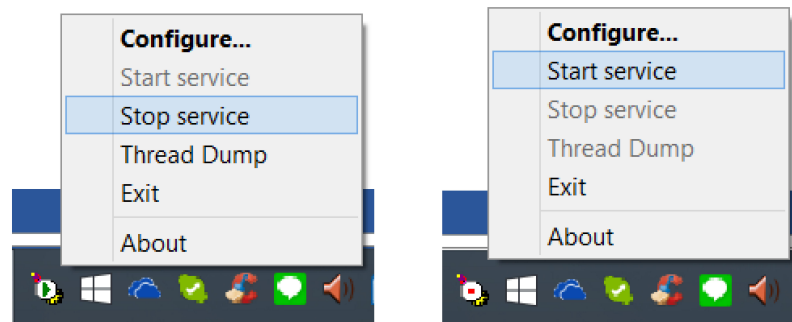 Configure...
Start service
Stop service
Thread Dump
Exit
About
Configure...
Start service
Stop service
Thread Dump
Exit
About